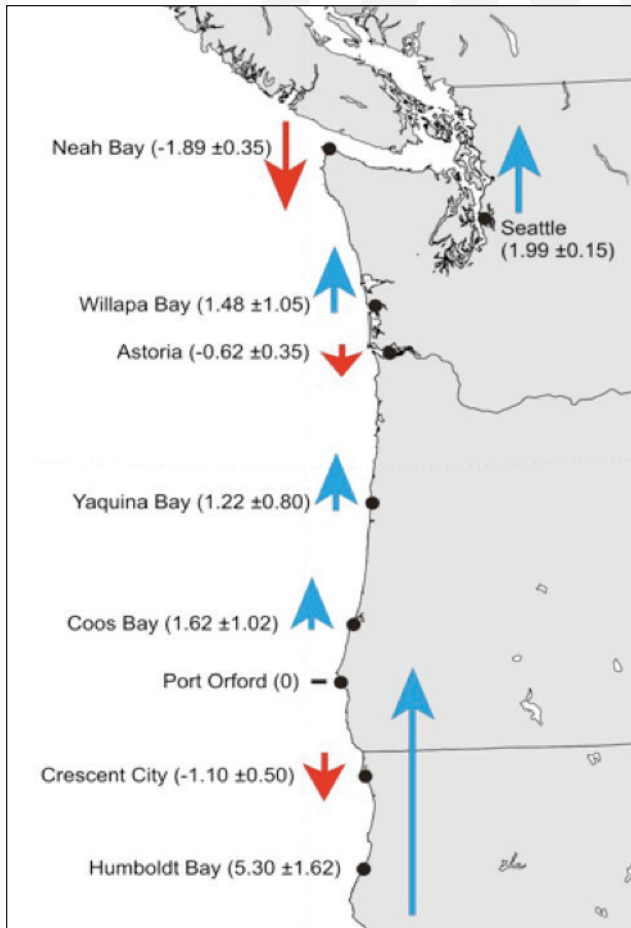 Neah Bay (-1.89 ±0.35)
Seattle
(1.99 ±0.15)
Willapa Bay (1.48 ±1.05)
Astoria (-0.62 ±0.35)
Yaquina Bay (1.22 ±0.80)
Coos Bay (1.62 ±1.02)
Port Orford (0)
Crescent City (-1.10 ±0.50)
Humboldt Bay (5.30 ±1.62)